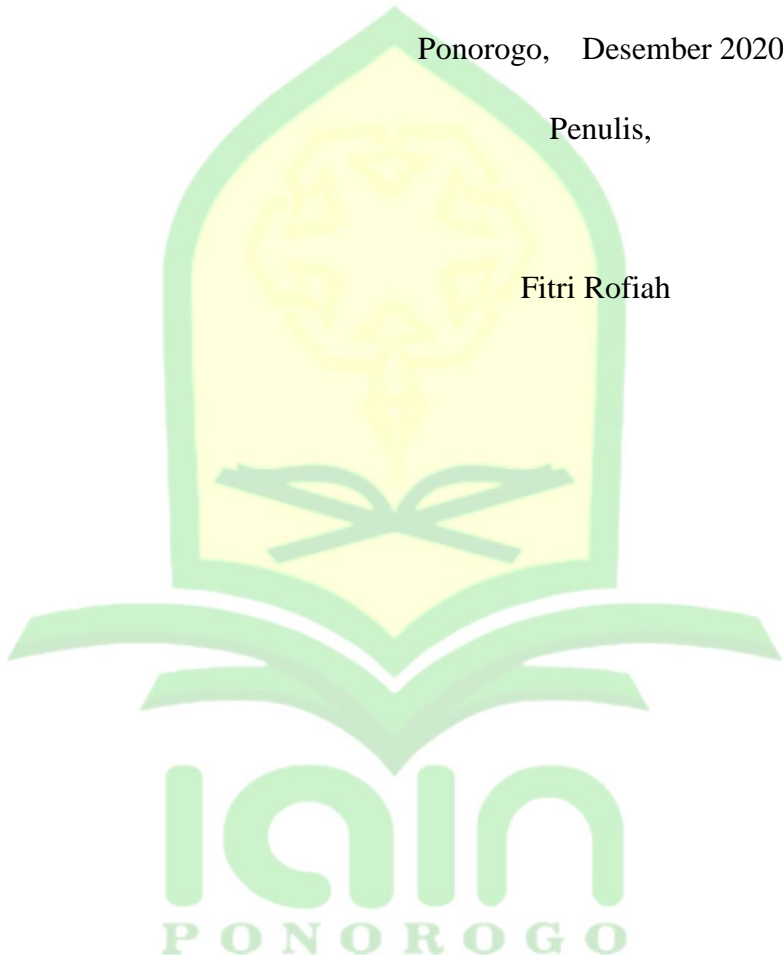 Ponorogo,    Desember 2020
Penulis,
Fitri Rofiah
IAIN
PONOROGO